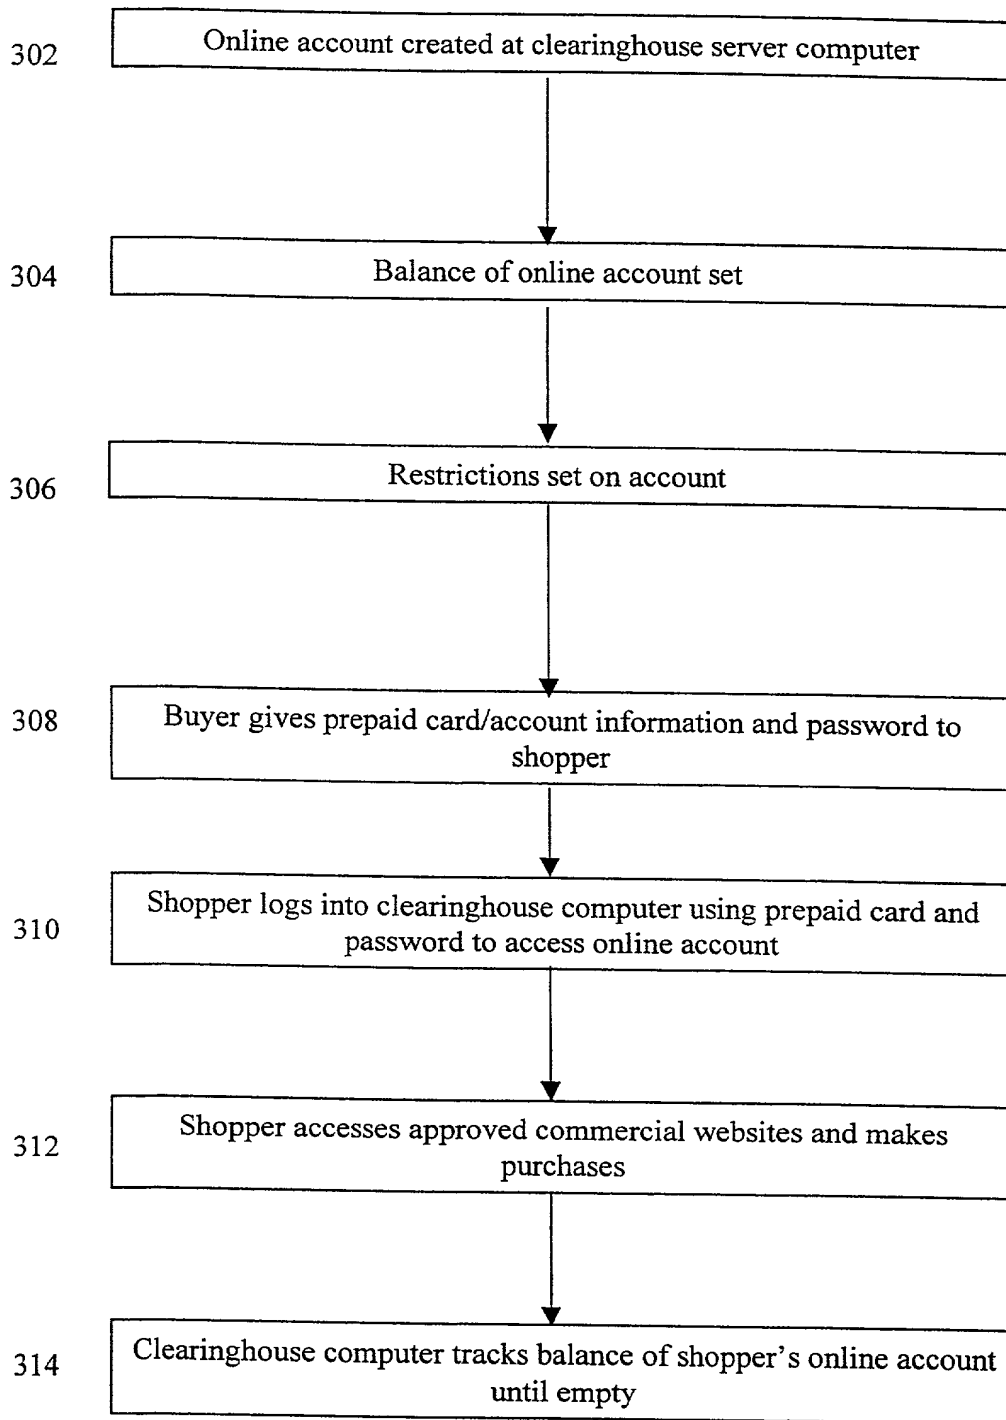 302
Online account created at clearinghouse server computer
304
Balance of online account set
306
Restrictions set on account
308
Buyer gives prepaid card/account information and password to
shopper
310
Shopper logs into clearinghouse computer using prepaid card and
password to access online account
312
Shopper accesses approved commercial websites and makes
purchases
314
Clearinghouse computer tracks balance of shopper's online account
until empty